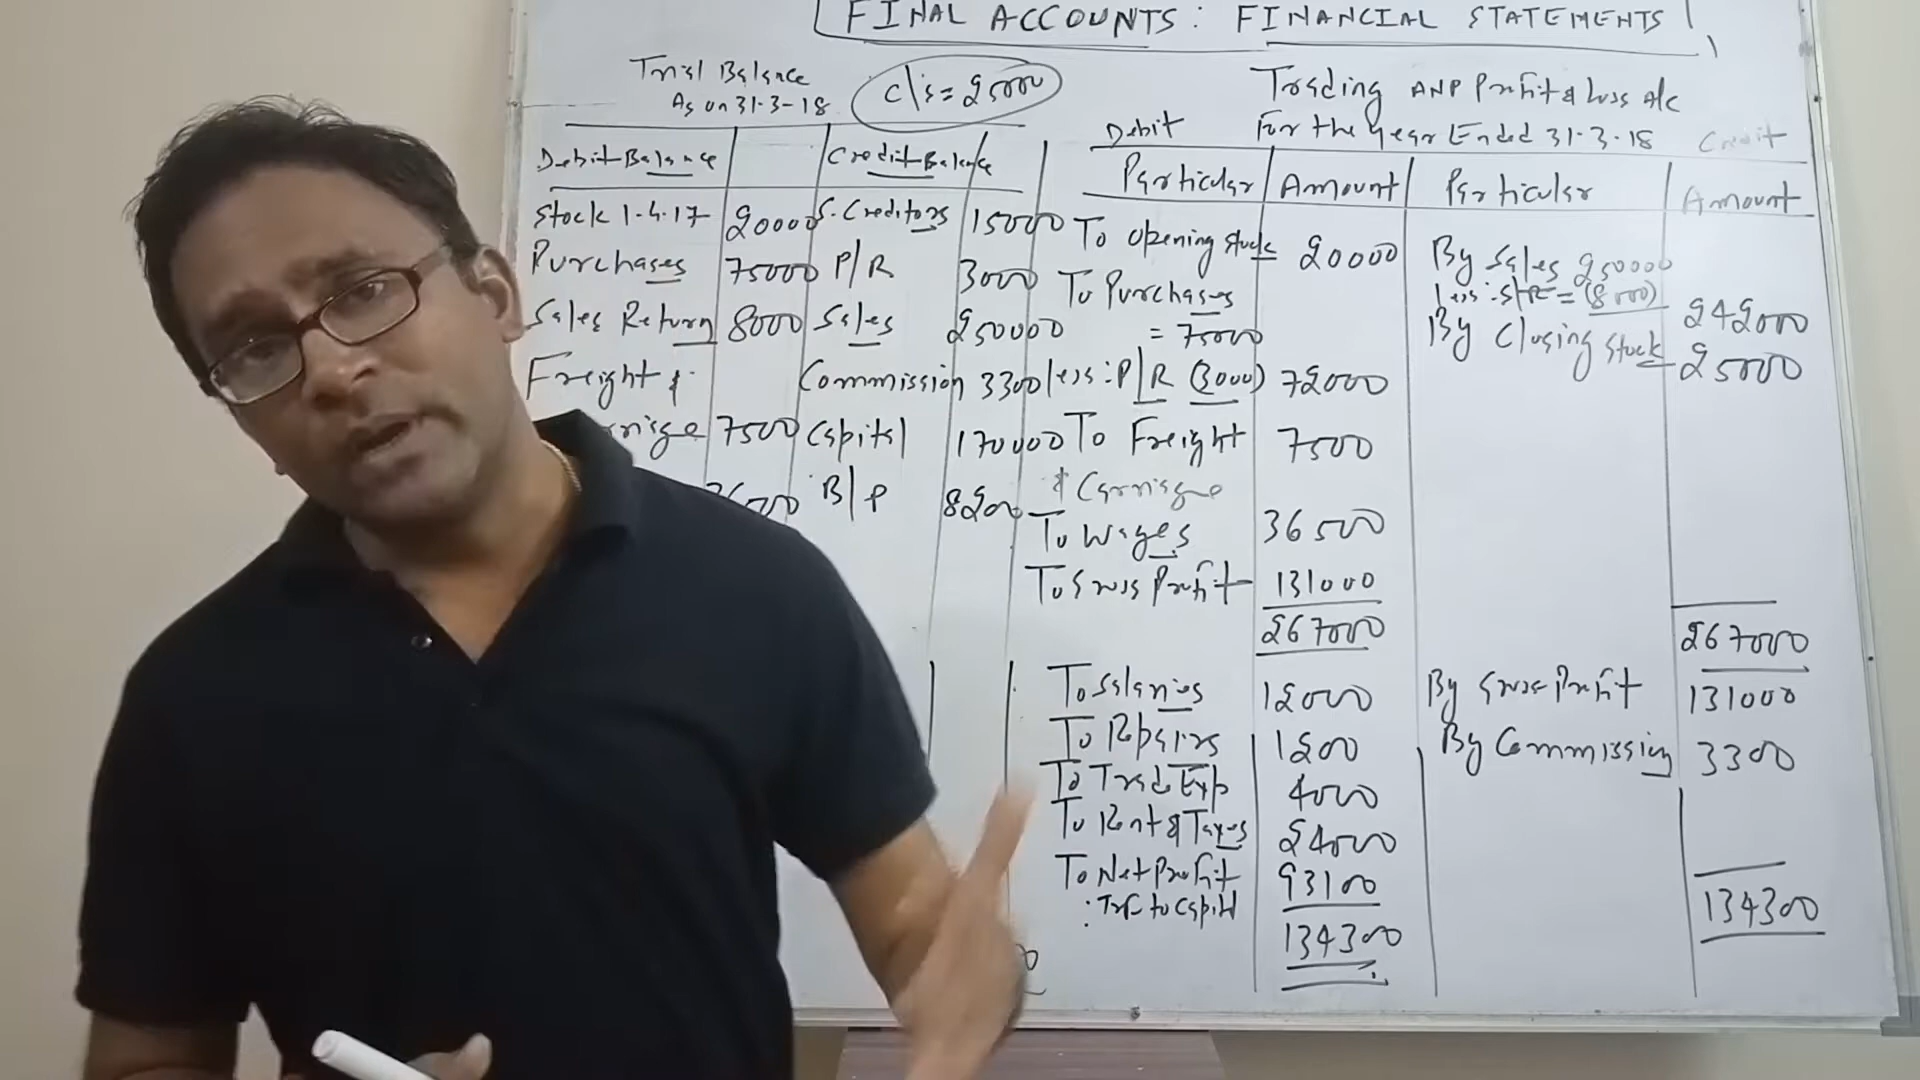 FINAL ACCOUNTS: FINANCIAL STATEMENTS
Trial Balance
As on 31-3-18
c/s = 25000
Debit Balance Credit Balance
Stock 1.4.17 20000 S. Creditors 15000
Purchases 75000 P/R 3000
Sales Return 8000 Sales 250000
Freight & Commission 3300
7500 Capital 170000
B/P 8200
Trading AND Profit & Loss A/c
For the year Ended 31.3.18
Debit Credit
Particular Amount Particular Amount
To Opening Stock 20000 By Sales 250000
To Purchases less: S/R = (8000) 242000
= 75000 By Closing Stock 25000
less: P/R (3000) 72000
To Freight 7500
& Carriage
To Wages 36500
To Gross Profit 131000
267000 267000
To Salaries 12000 By Gross Profit 131000
To Repairs 1200 By Commission 3300
To Trade Exp 4000
To Rent & Taxes 24000
To Net Profit 93100
: Trf to Capital
134300 134300